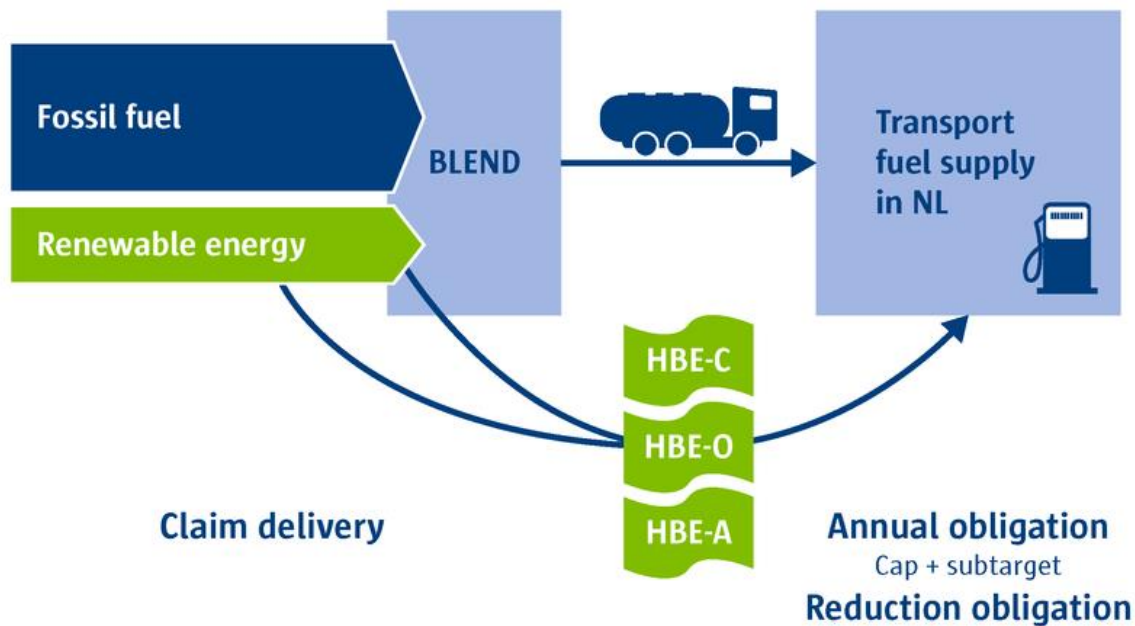 Fossil fuel
BLEND
Renewable energy
Transport
fuel supply
in NL
HBE-C
HBE-O
HBE-A
Claim delivery
Annual obligation
Cap + subtarget
Reduction obligation